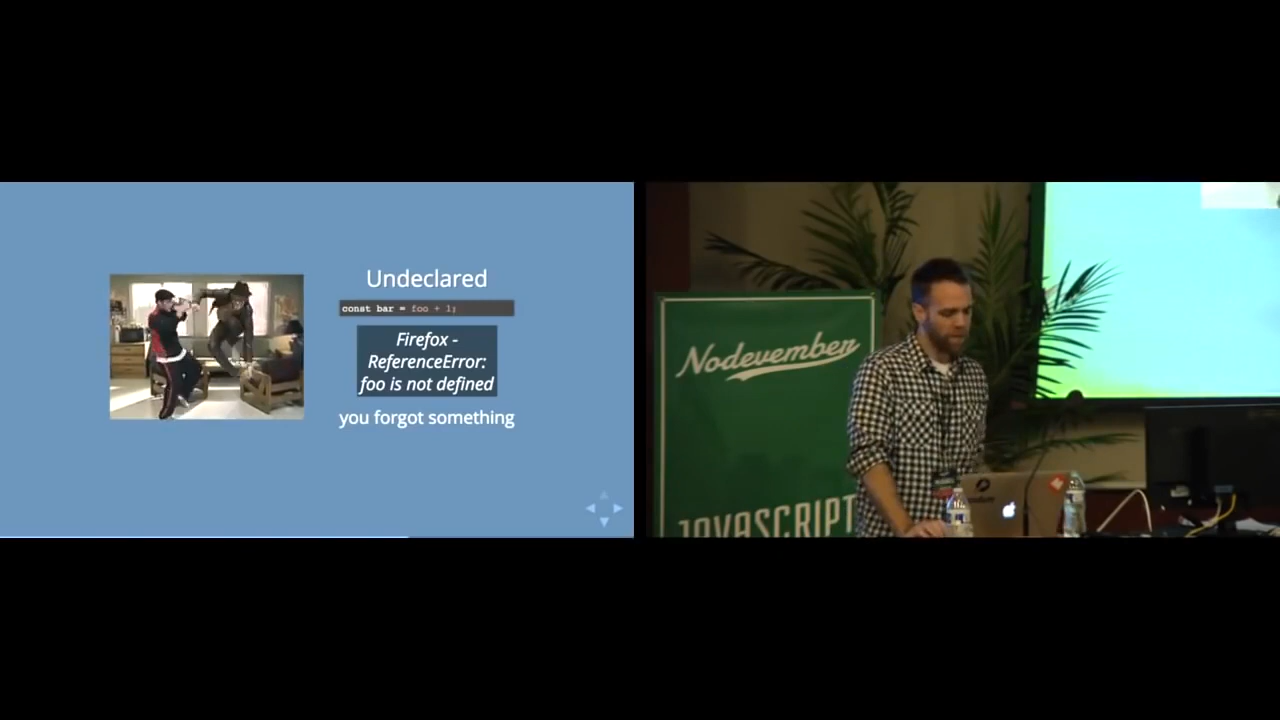 Undeclared
const bar = foo + 1;
Firefox -
ReferenceError:
foo is not defined
you forgot something
Nodevember
JAVASCRIPT